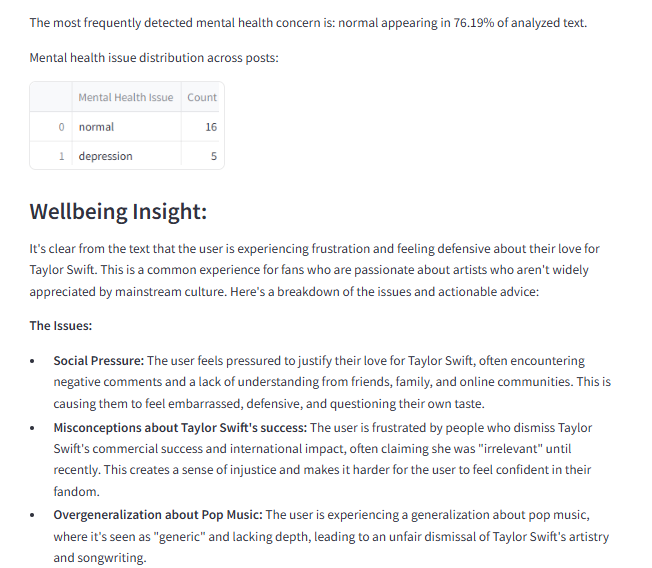 The most frequently detected mental health concern is: normal appearing in 76.19% of analyzed text.
Mental health issue distribution across posts:
Mental Health Issue Count
0 normal 16
1 depression 5
Wellbeing Insight:
It's clear from the text that the user is experiencing frustration and feeling defensive about their love for
Taylor Swift. This is a common experience for fans who are passionate about artists who aren't widely
appreciated by mainstream culture. Here's a breakdown of the issues and actionable advice:
The Issues:
• Social Pressure: The user feels pressured to justify their love for Taylor Swift, often encountering
negative comments and a lack of understanding from friends, family, and online communities. This is
causing them to feel embarrassed, defensive, and questioning their own taste.
• Misconceptions about Taylor Swift's success: The user is frustrated by people who dismiss Taylor
Swift's commercial success and international impact, often claiming she was "irrelevant" until
recently. This creates a sense of injustice and makes it harder for the user to feel confident in their
fandom.
• Overgeneralization about Pop Music: The user is experiencing a generalization about pop music,
where it's seen as "generic" and lacking depth, leading to an unfair dismissal of Taylor Swift's artistry
and songwriting.